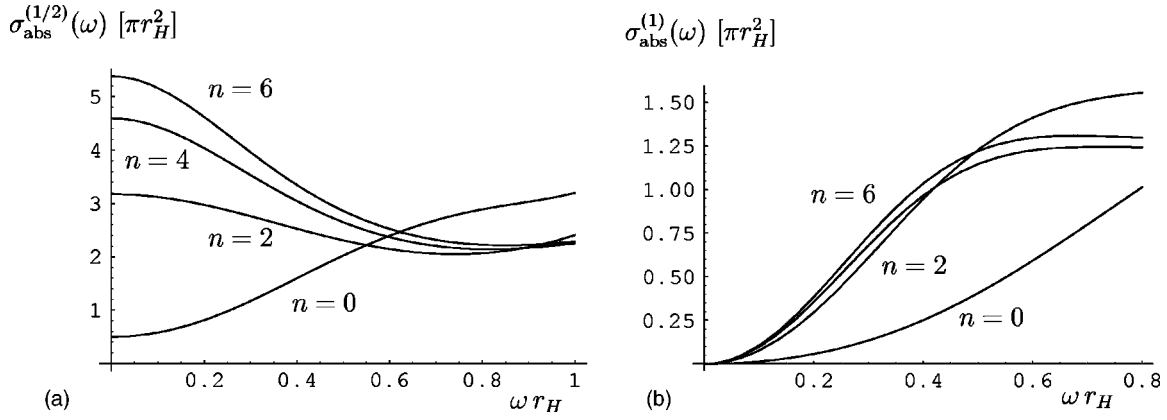 σ_abs^(1/2)(ω) [πr_H^2]
5
4
3
2
1
n = 6
n = 4
n = 2
n = 0
0.2 0.4 0.6 0.8 1
(a) ω r_H
σ_abs^(1)(ω) [πr_H^2]
1.50
1.25
1.00
0.75
0.50
0.25
n = 6
n = 2
n = 0
0.2 0.4 0.6 0.8
(b) ω r_H